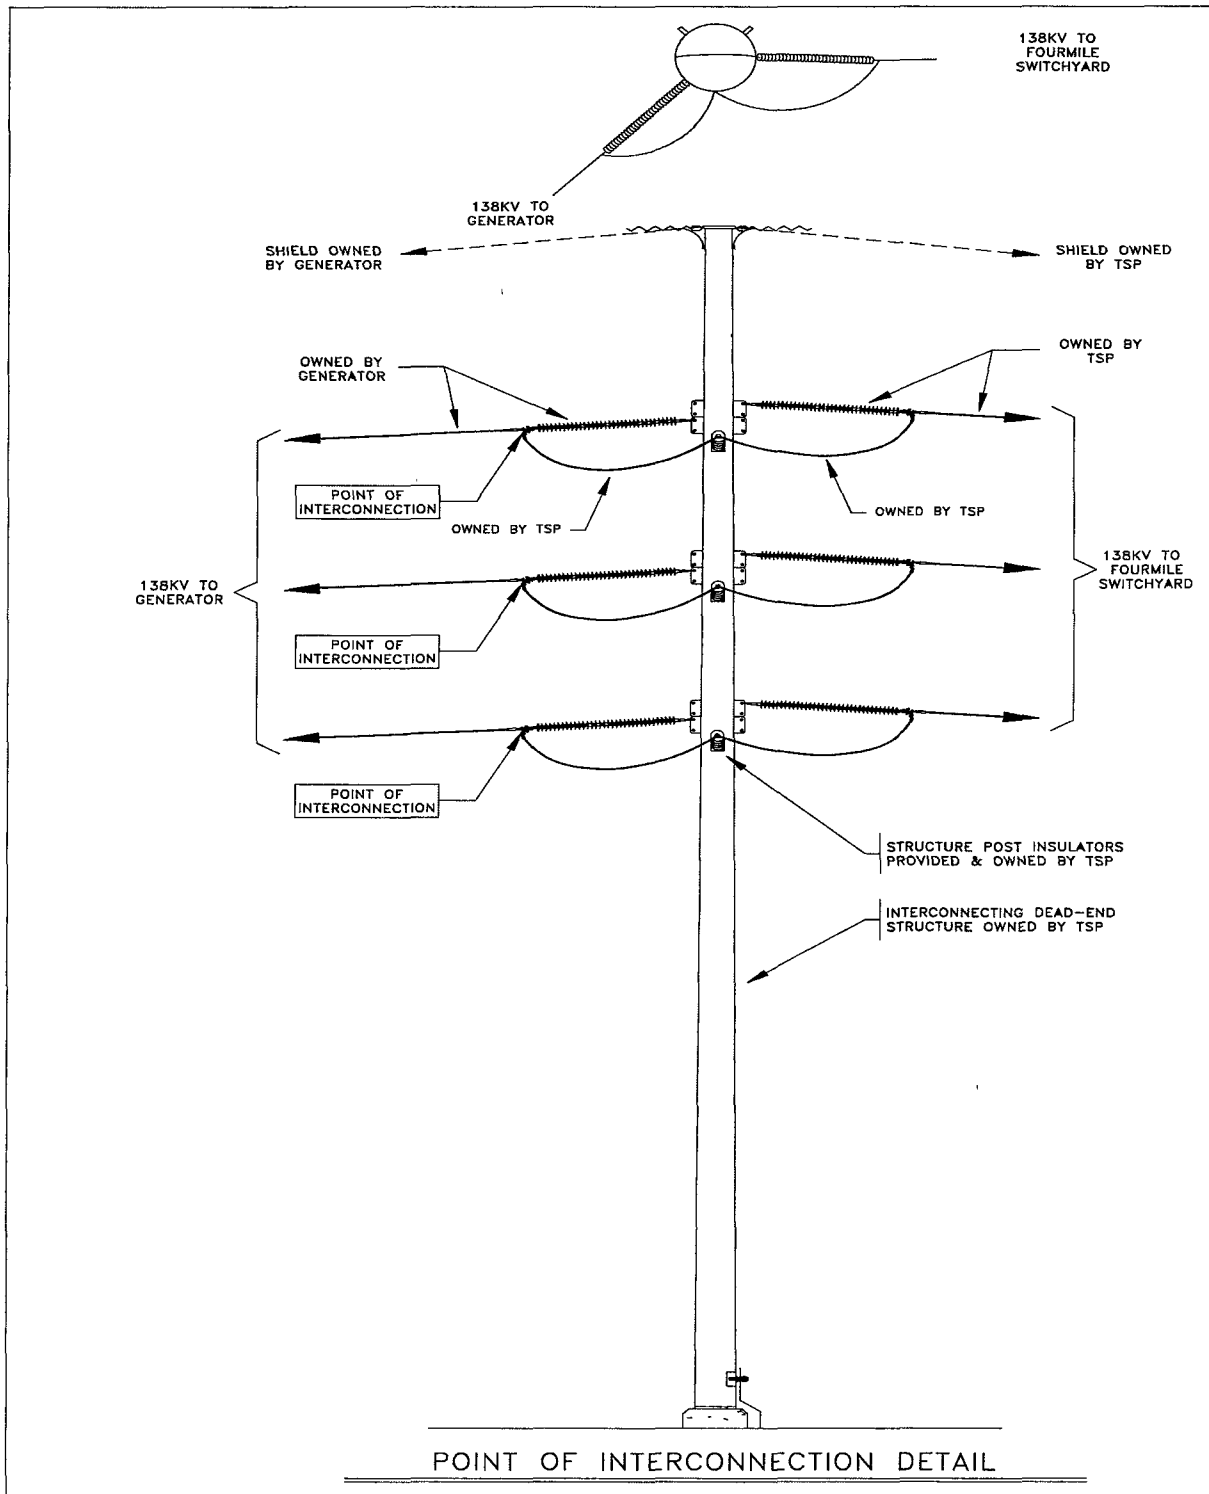 138KV TO
FOURMILE
SWITCHYARD
138KV TO
GENERATOR
SHIELD OWNED
BY GENERATOR
SHIELD OWNED
BY TSP
OWNED BY
GENERATOR
OWNED BY
TSP
POINT OF
INTERCONNECTION
OWNED BY TSP
OWNED BY TSP
138KV TO
GENERATOR
138KV TO
FOURMILE
SWITCHYARD
POINT OF
INTERCONNECTION
POINT OF
INTERCONNECTION
STRUCTURE POST INSULATORS
PROVIDED & OWNED BY TSP
INTERCONNECTING DEAD-END
STRUCTURE OWNED BY TSP
POINT OF INTERCONNECTION DETAIL